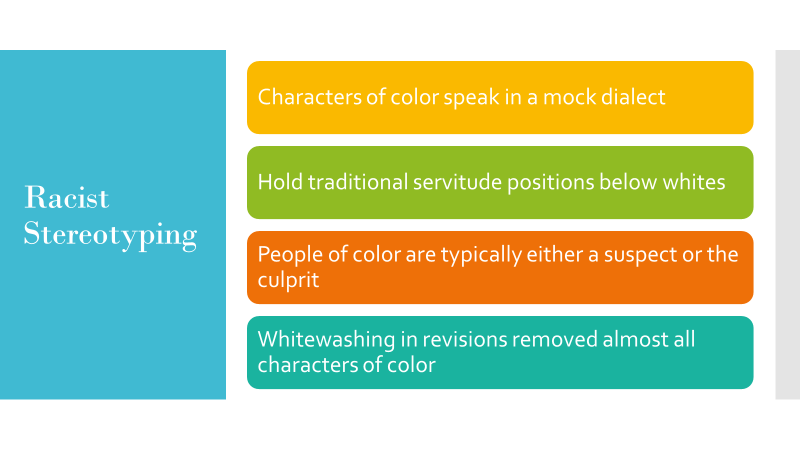 Racist
Stereotyping
Characters of color speak in a mock dialect
Hold traditional servitude positions below whites
People of color are typically either a suspect or the
culprit
Whitewashing in revisions removed almost all
characters of color